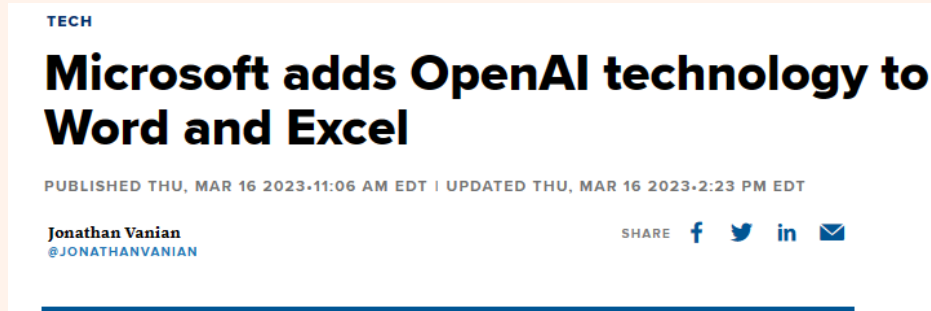 TECH
Microsoft adds OpenAI technology to
Word and Excel
PUBLISHED THU, MAR 16 2023•11:06 AM EDT | UPDATED THU, MAR 16 2023•2:23 PM EDT
Jonathan Vanian
@JONATHANVANIAN
SHARE f in